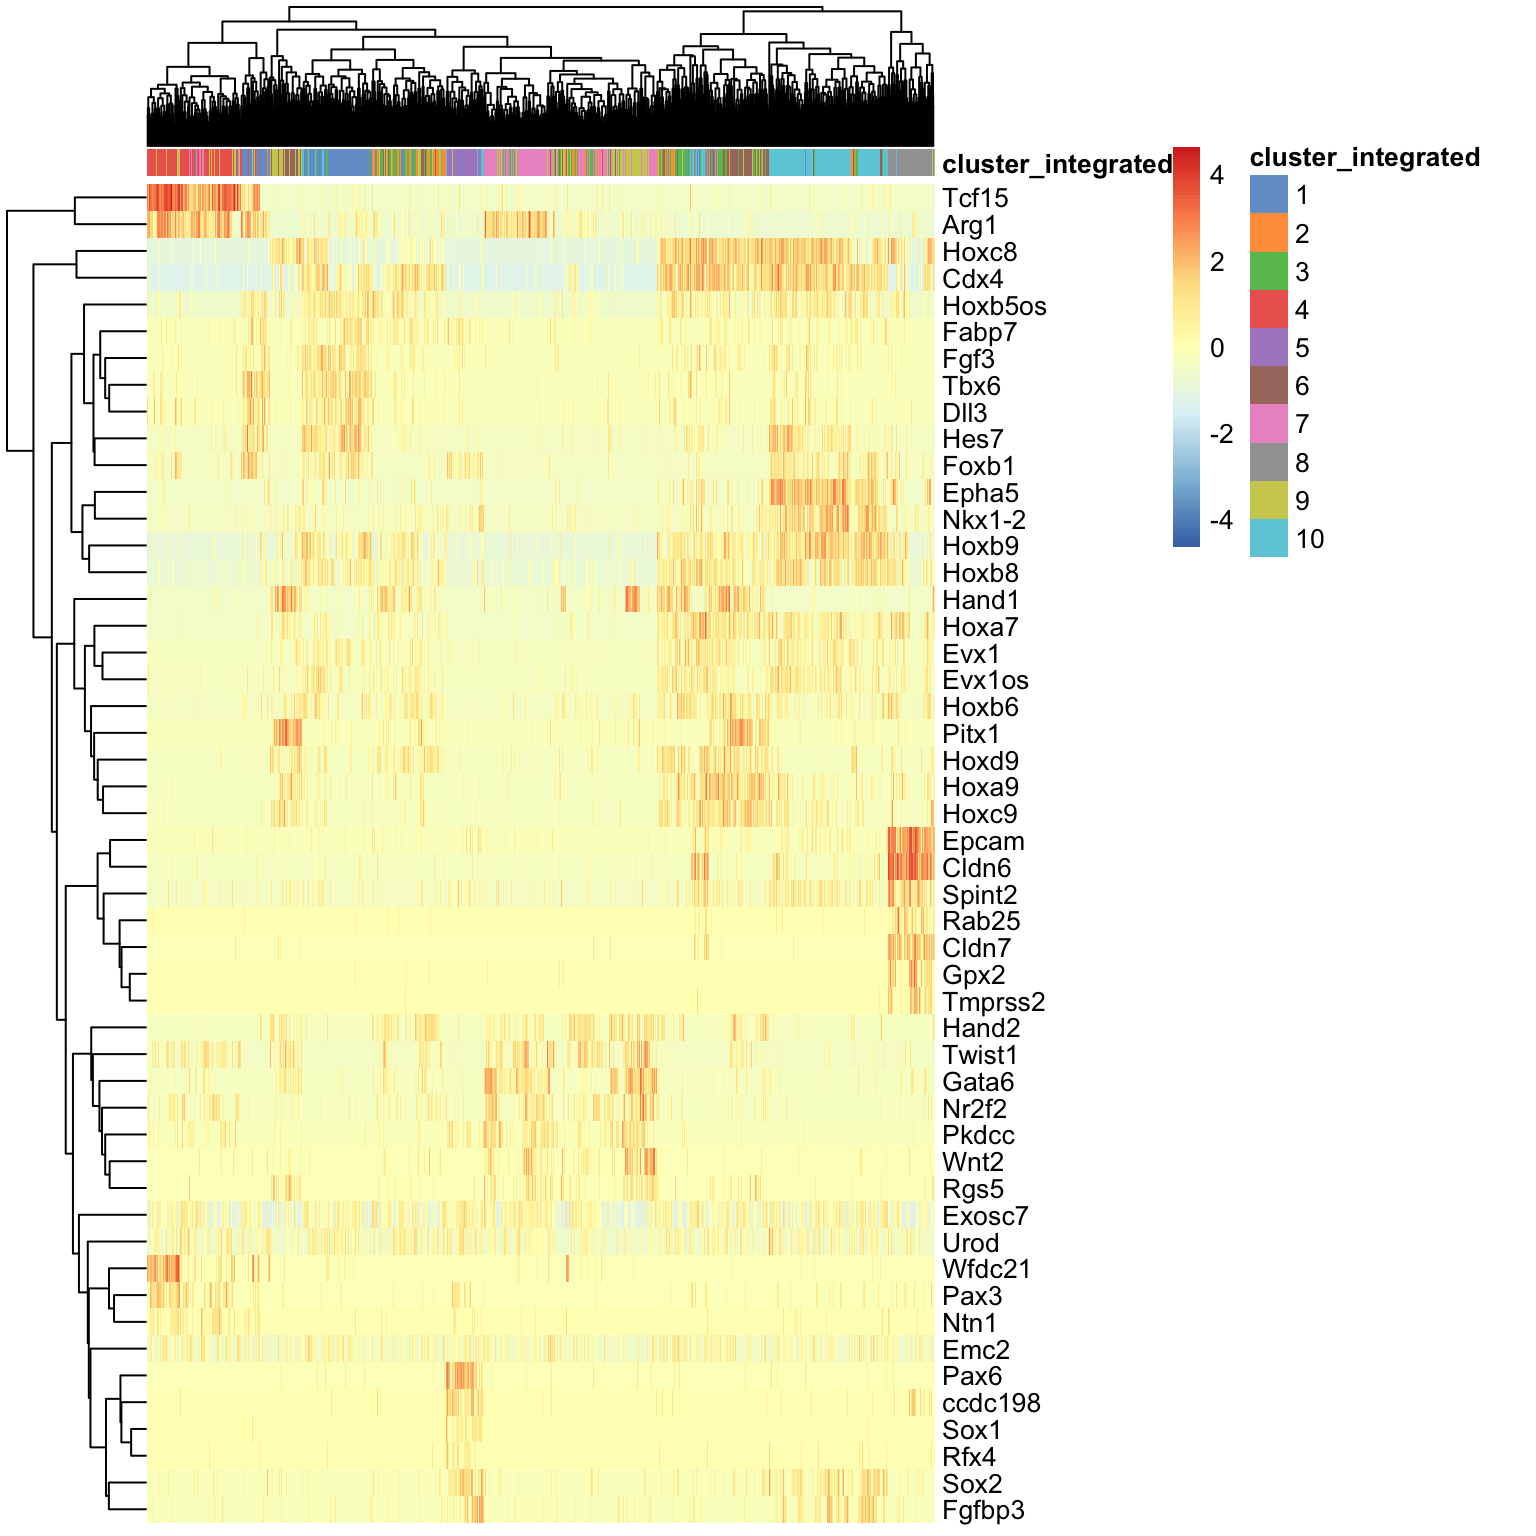 cluster_integrated
Tcf15
Arg1
Hoxc8
Cdx4
Hoxb5os
Fabp7
Fgf3
Tbx6
Dll3
Hes7
Foxb1
Epha5
Nkx1-2
Hoxb9
Hoxb8
Hand1
Hoxa7
Evx1
Evx1os
Hoxb6
Pitx1
Hoxd9
Hoxa9
Hoxc9
Epcam
Cldn6
Spint2
Rab25
Cldn7
Gpx2
Tmprss2
Hand2
Twist1
Gata6
Nr2f2
Pkdcc
Wnt2
Rgs5
Exosc7
Urod
Wfdc21
Pax3
Ntn1
Emc2
Pax6
ccdc198
Sox1
Rfx4
Sox2
Fgfbp3
4
2
0
-2
-4
cluster_integrated
1
2
3
4
5
6
7
8
9
10